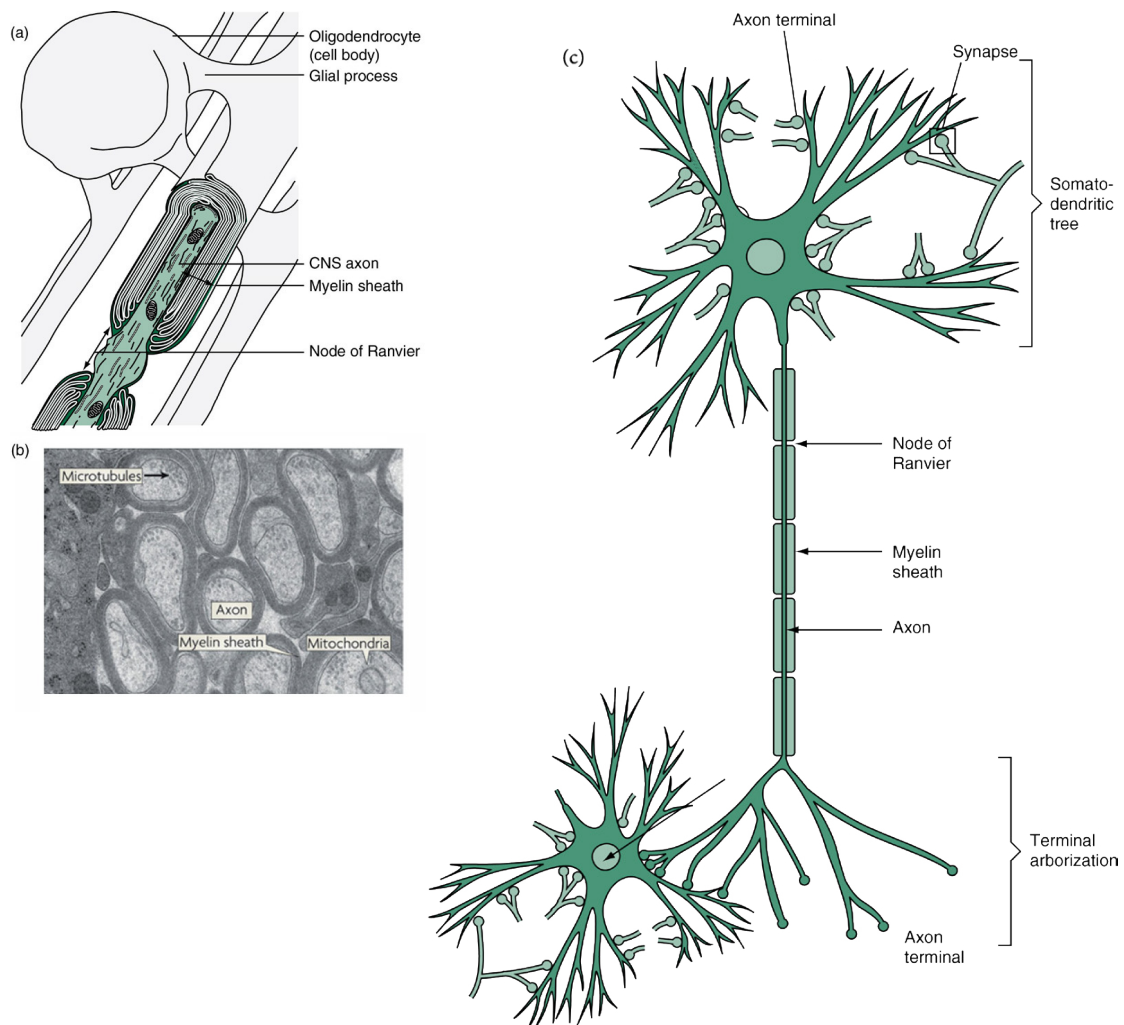 (a)
Oligodendrocyte
(cell body)
Glial process
CNS axon
Myelin sheath
Node of Ranvier
(b)
Microtubules
Axon
Myelin sheath
Mitochondria
(c)
Axon terminal
Synapse
Somato-
dendritic
tree
Node of
Ranvier
Myelin
sheath
Axon
Terminal
arborization
Axon
terminal